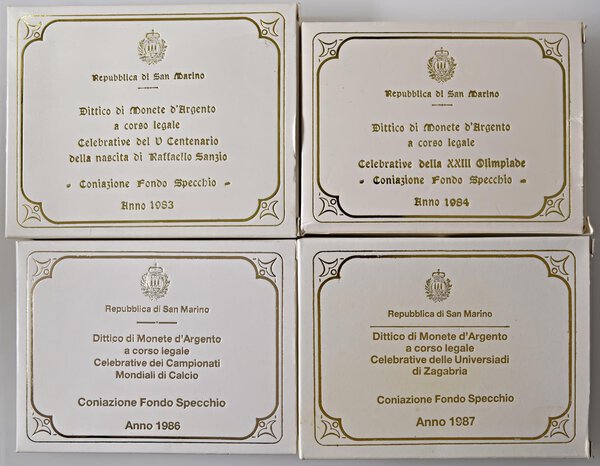 Repubblica di San Marino
Dittico di Monete d'Argento
a corso legale
Celebrative del V Centenario
della nascita di Raffaello Sanzio
Coniazione Fondo Specchio
Anno 1983
Repubblica di San Marino
Dittico di Monete d'Argento
a corso legale
Celebrative della XXIII Olimpiade
Coniazione Fondo Specchio
Anno 1984
Repubblica di San Marino
Dittico di Monete d'Argento
a corso legale
Celebrative dei Campionati
Mondiali di Calcio
Coniazione Fondo Specchio
Anno 1986
Repubblica di San Marino
Dittico di Monete d'Argento
a corso legale
Celebrative delle Universiadi
di Zagabria
Coniazione Fondo Specchio
Anno 1987